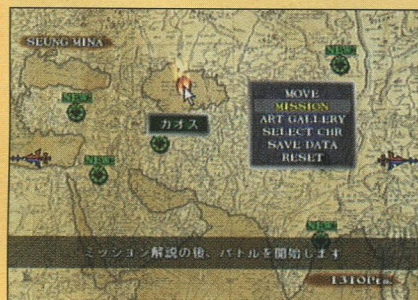 SEUNG MINA
NEW!
NEW!
カオス
MOVE
MISSION
ART GALLERY
SELECT CHR
SAVE DATA
RESET
NEW!
NEW!
ミッション解説の後、バトルを開始します
1310Pts.